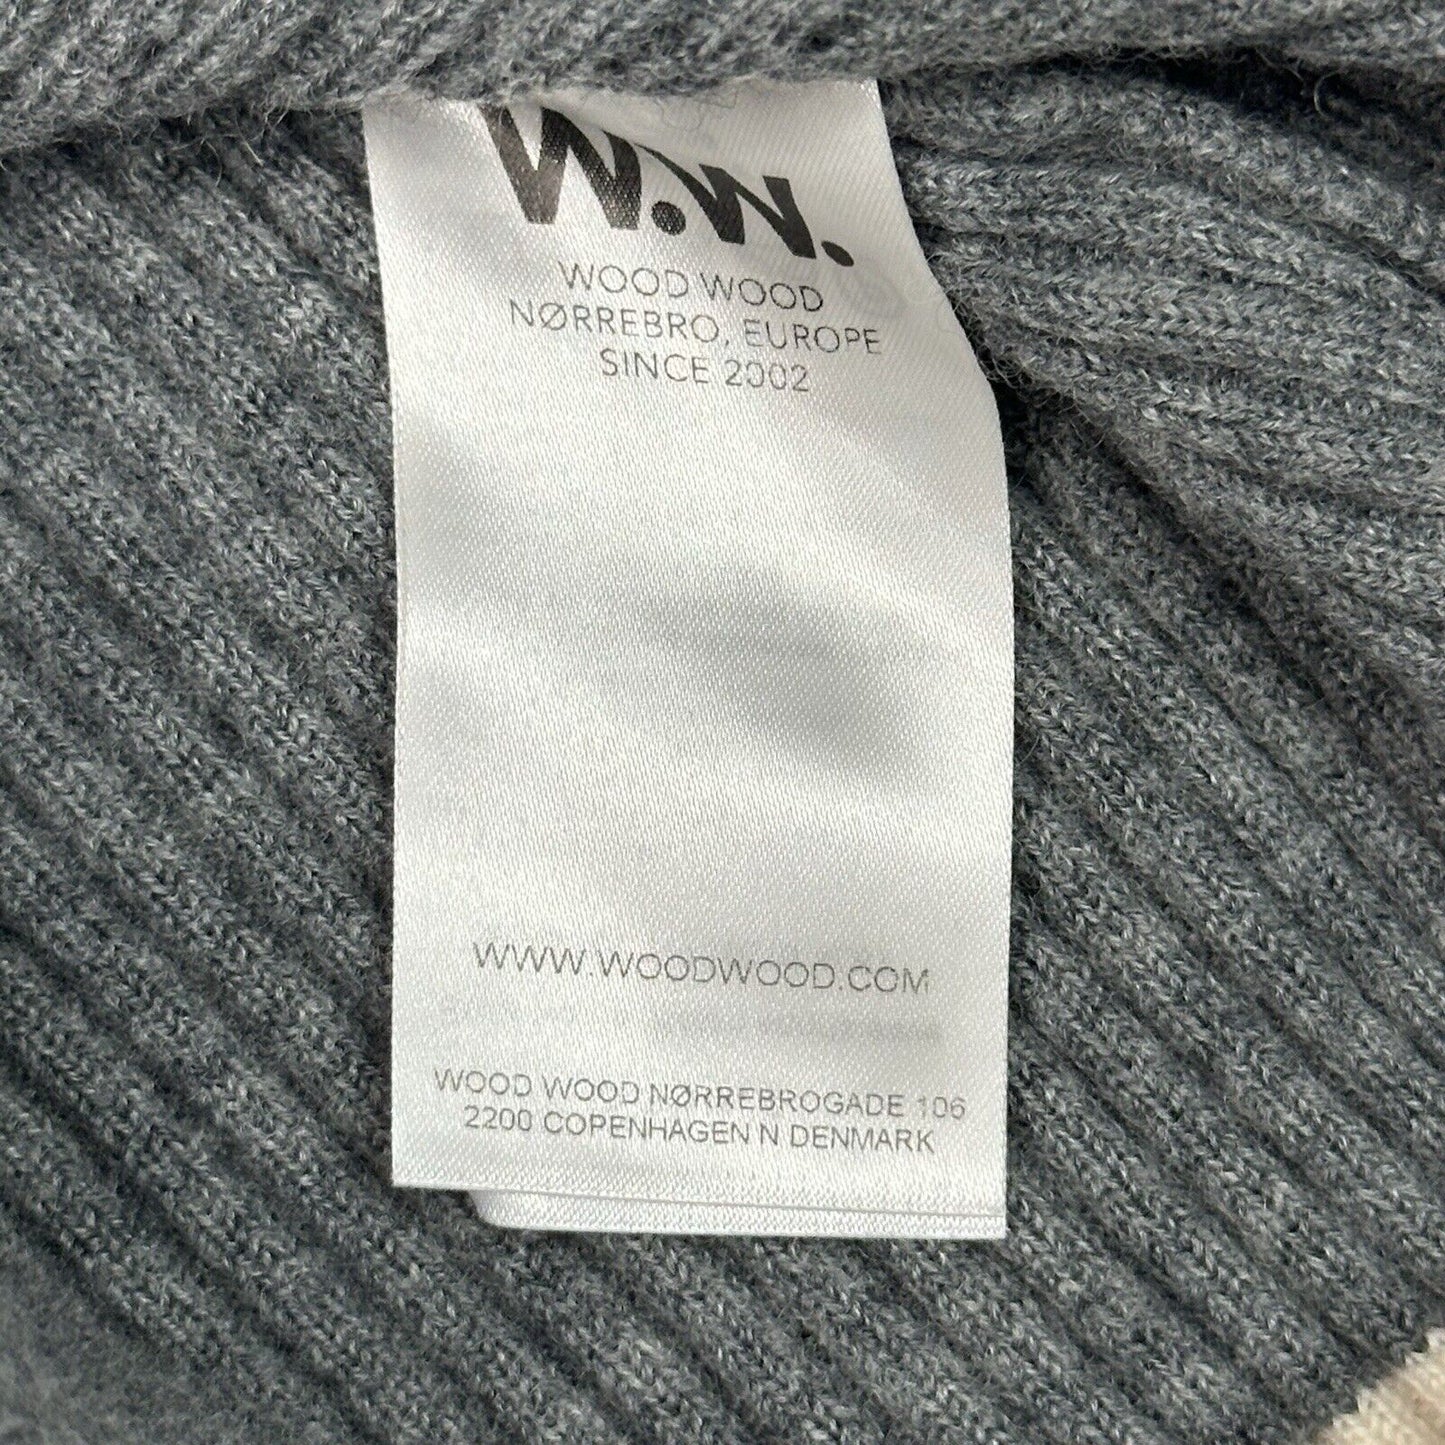 W.W.
WOOD WOOD
NØRREBRO, EUROPE
SINCE 2002
WWW.WOODWOOD.COM
WOOD WOOD NØRREBROGADE 106
2200 COPENHAGEN N DENMARK